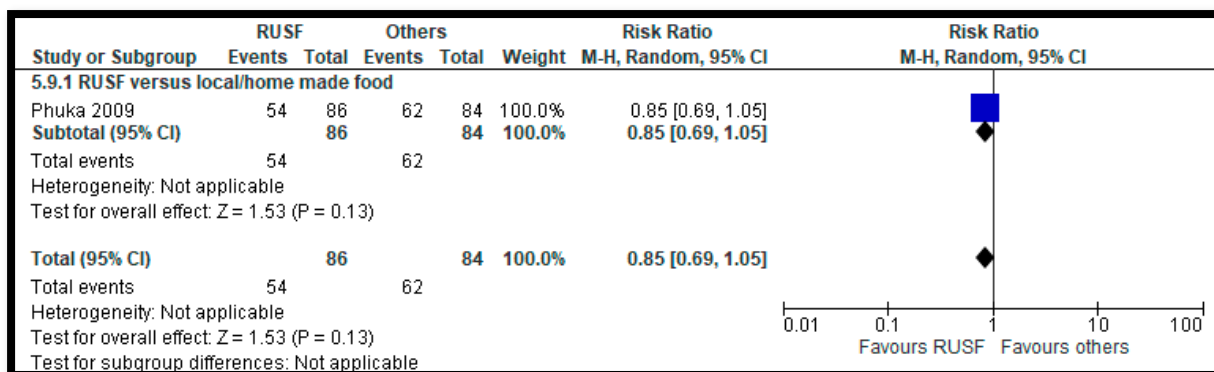 RUSF Others Risk Ratio Risk Ratio
Study or Subgroup Events Total Events Total Weight M-H, Random, 95% CI M-H, Random, 95% CI
5.9.1 RUSF versus local/home made food
Phuka 2009 54 86 62 84 100.0% 0.85 [0.69, 1.05]
Subtotal (95% CI) 86 84 100.0% 0.85 [0.69, 1.05]
Total events 54 62
Heterogeneity: Not applicable
Test for overall effect: Z = 1.53 (P = 0.13)
Total (95% CI) 86 84 100.0% 0.85 [0.69, 1.05]
Total events 54 62
Heterogeneity: Not applicable
Test for overall effect: Z = 1.53 (P = 0.13)
Test for subgroup differences: Not applicable
0.01 0.1 1 10 100
Favours RUSF Favours others